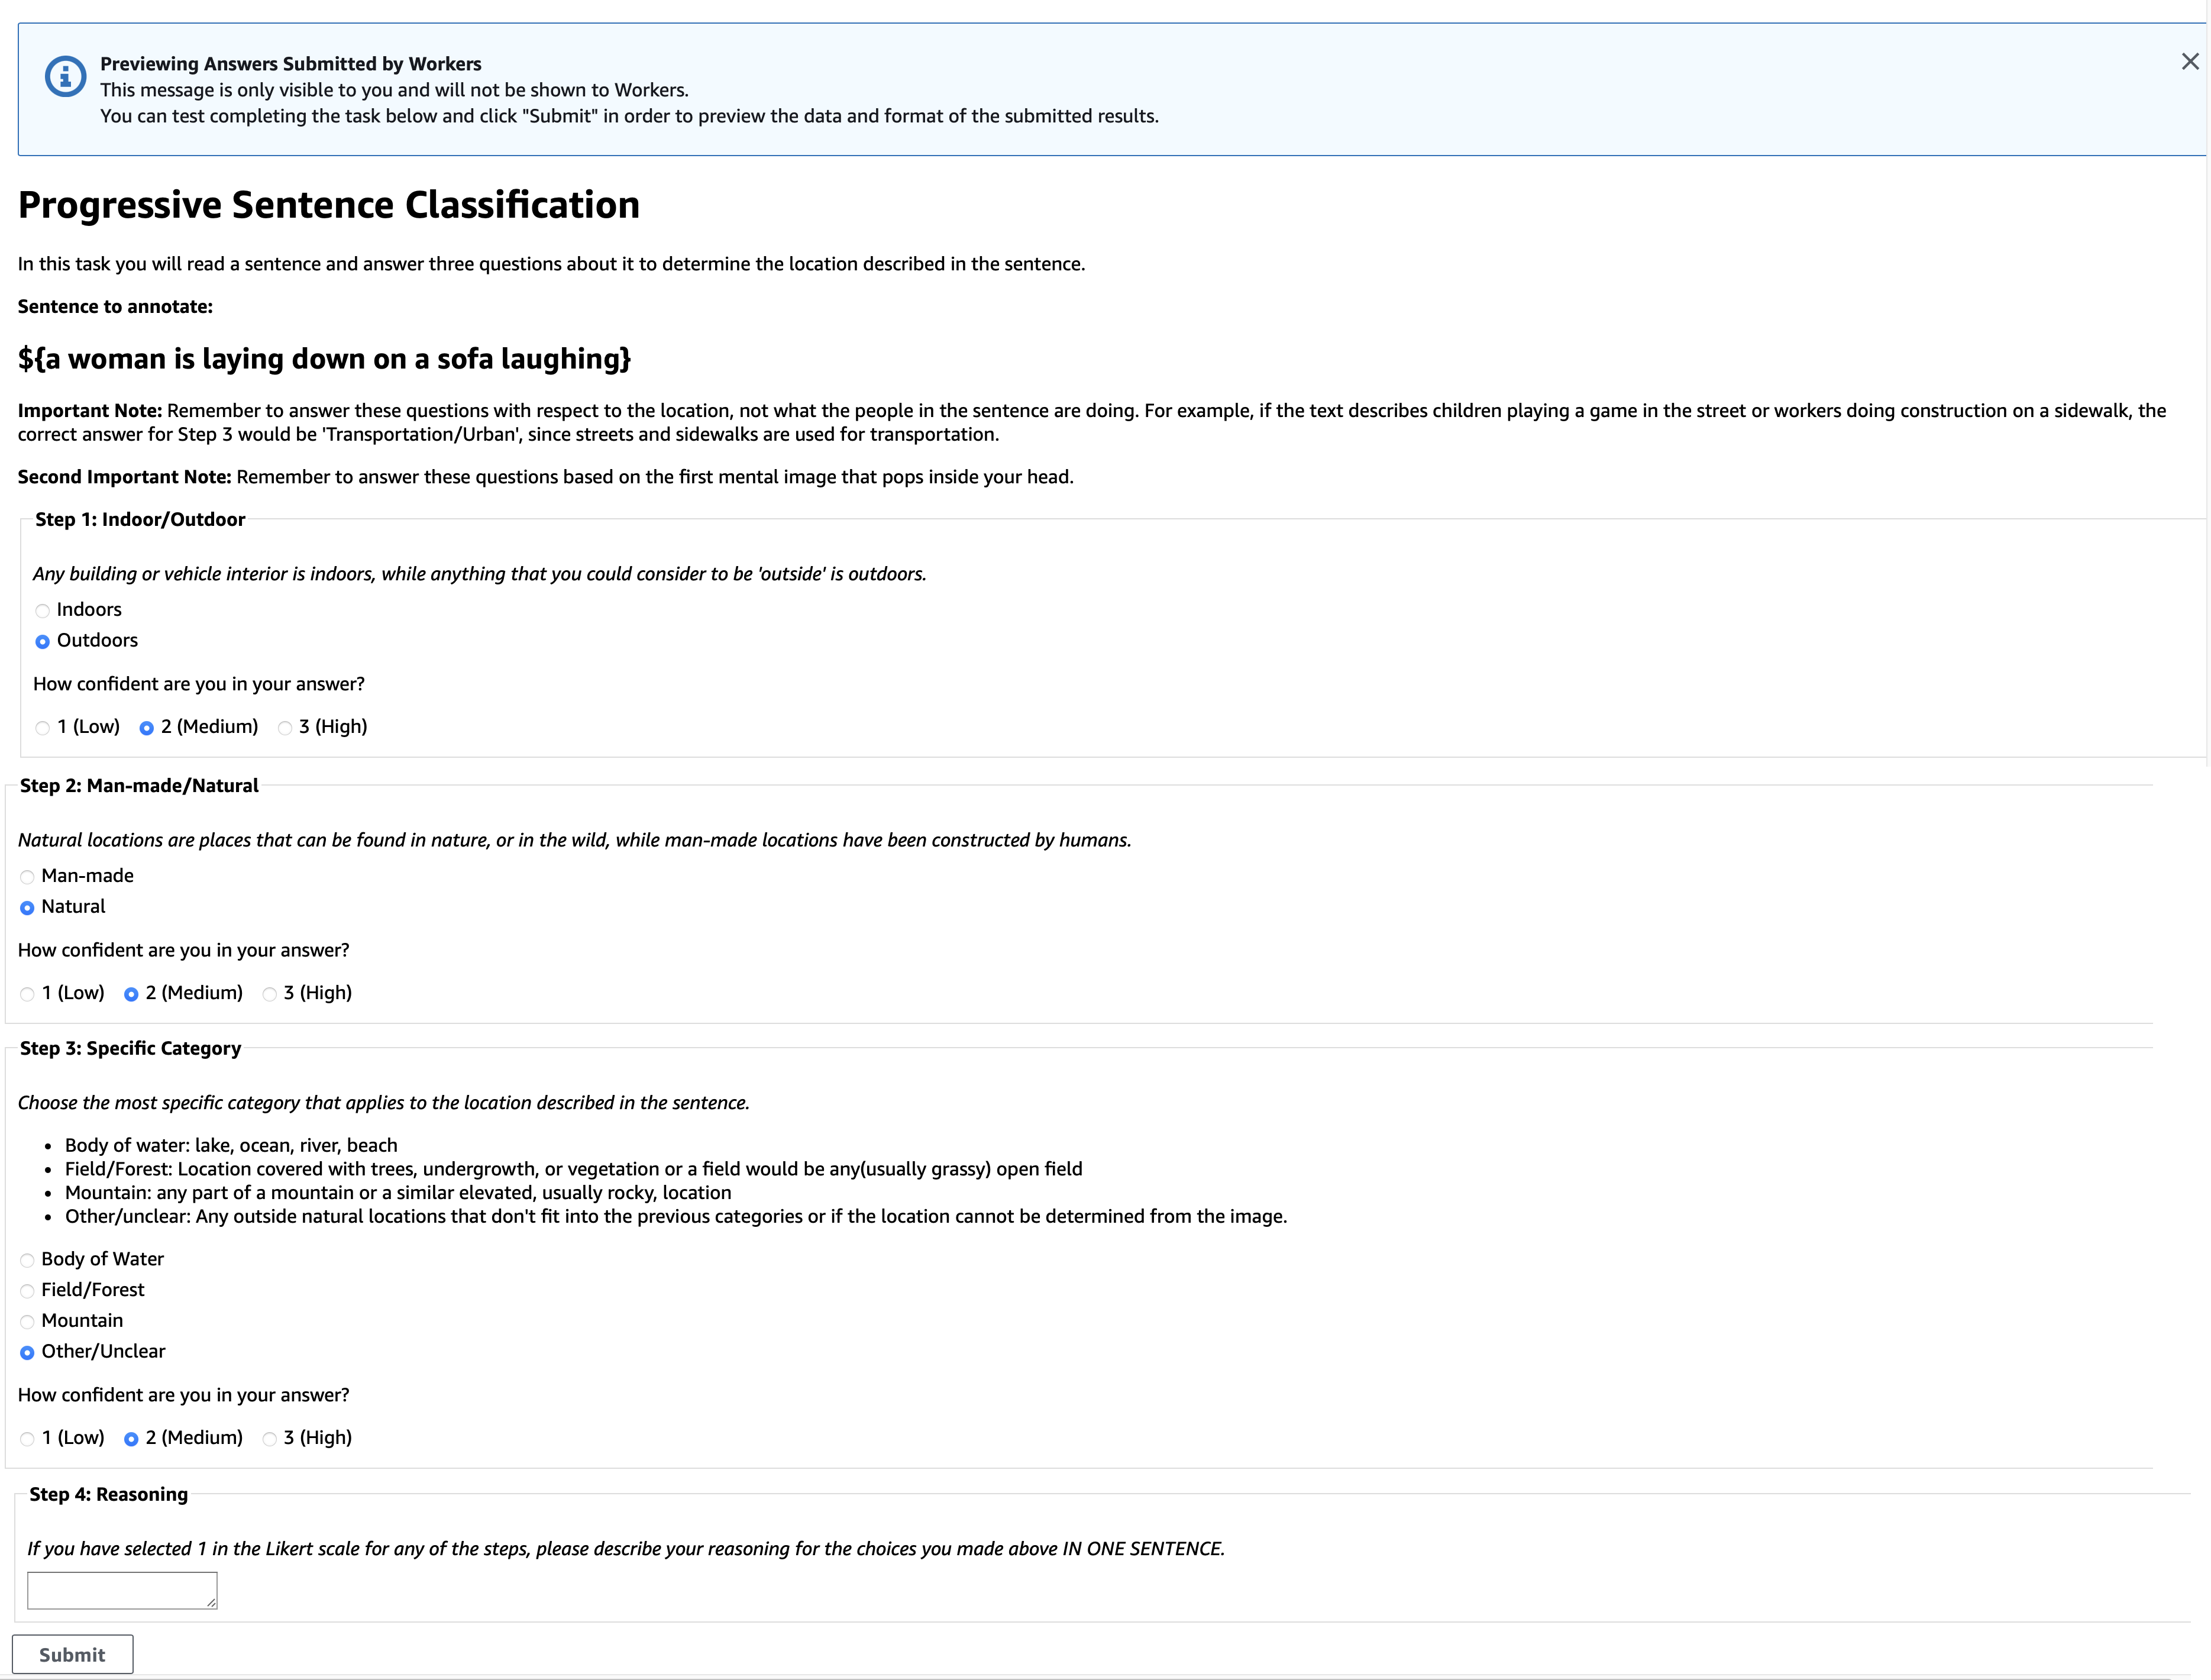 Previewing Answers Submitted by Workers
This message is only visible to you and will not be shown to Workers.
You can test completing the task below and click "Submit" in order to preview the data and format of the submitted results.
Progressive Sentence Classification
In this task you will read a sentence and answer three questions about it to determine the location described in the sentence.
Sentence to annotate:
${a woman is laying down on a sofa laughing}
Important Note: Remember to answer these questions with respect to the location, not what the people in the sentence are doing. For example, if the text describes children playing a game in the street or workers doing construction on a sidewalk, the
correct answer for Step 3 would be 'Transportation/Urban', since streets and sidewalks are used for transportation.
Second Important Note: Remember to answer these questions based on the first mental image that pops inside your head.
Step 1: Indoor/Outdoor
Any building or vehicle interior is indoors, while anything that you could consider to be 'outside' is outdoors.
Indoors
Outdoors
How confident are you in your answer?
1 (Low) 2 (Medium) 3 (High)
Step 2: Man-made/Natural
Natural locations are places that can be found in nature, or in the wild, while man-made locations have been constructed by humans.
Man-made
Natural
How confident are you in your answer?
1 (Low) 2 (Medium) 3 (High)
Step 3: Specific Category
Choose the most specific category that applies to the location described in the sentence.
• Body of water: lake, ocean, river, beach
• Field/Forest: Location covered with trees, undergrowth, or vegetation or a field would be any(usually grassy) open field
• Mountain: any part of a mountain or a similar elevated, usually rocky, location
• Other/unclear: Any outside natural locations that don't fit into the previous categories or if the location cannot be determined from the image.
Body of Water
Field/Forest
Mountain
Other/Unclear
How confident are you in your answer?
1 (Low) 2 (Medium) 3 (High)
Step 4: Reasoning
If you have selected 1 in the Likert scale for any of the steps, please describe your reasoning for the choices you made above IN ONE SENTENCE.
Submit